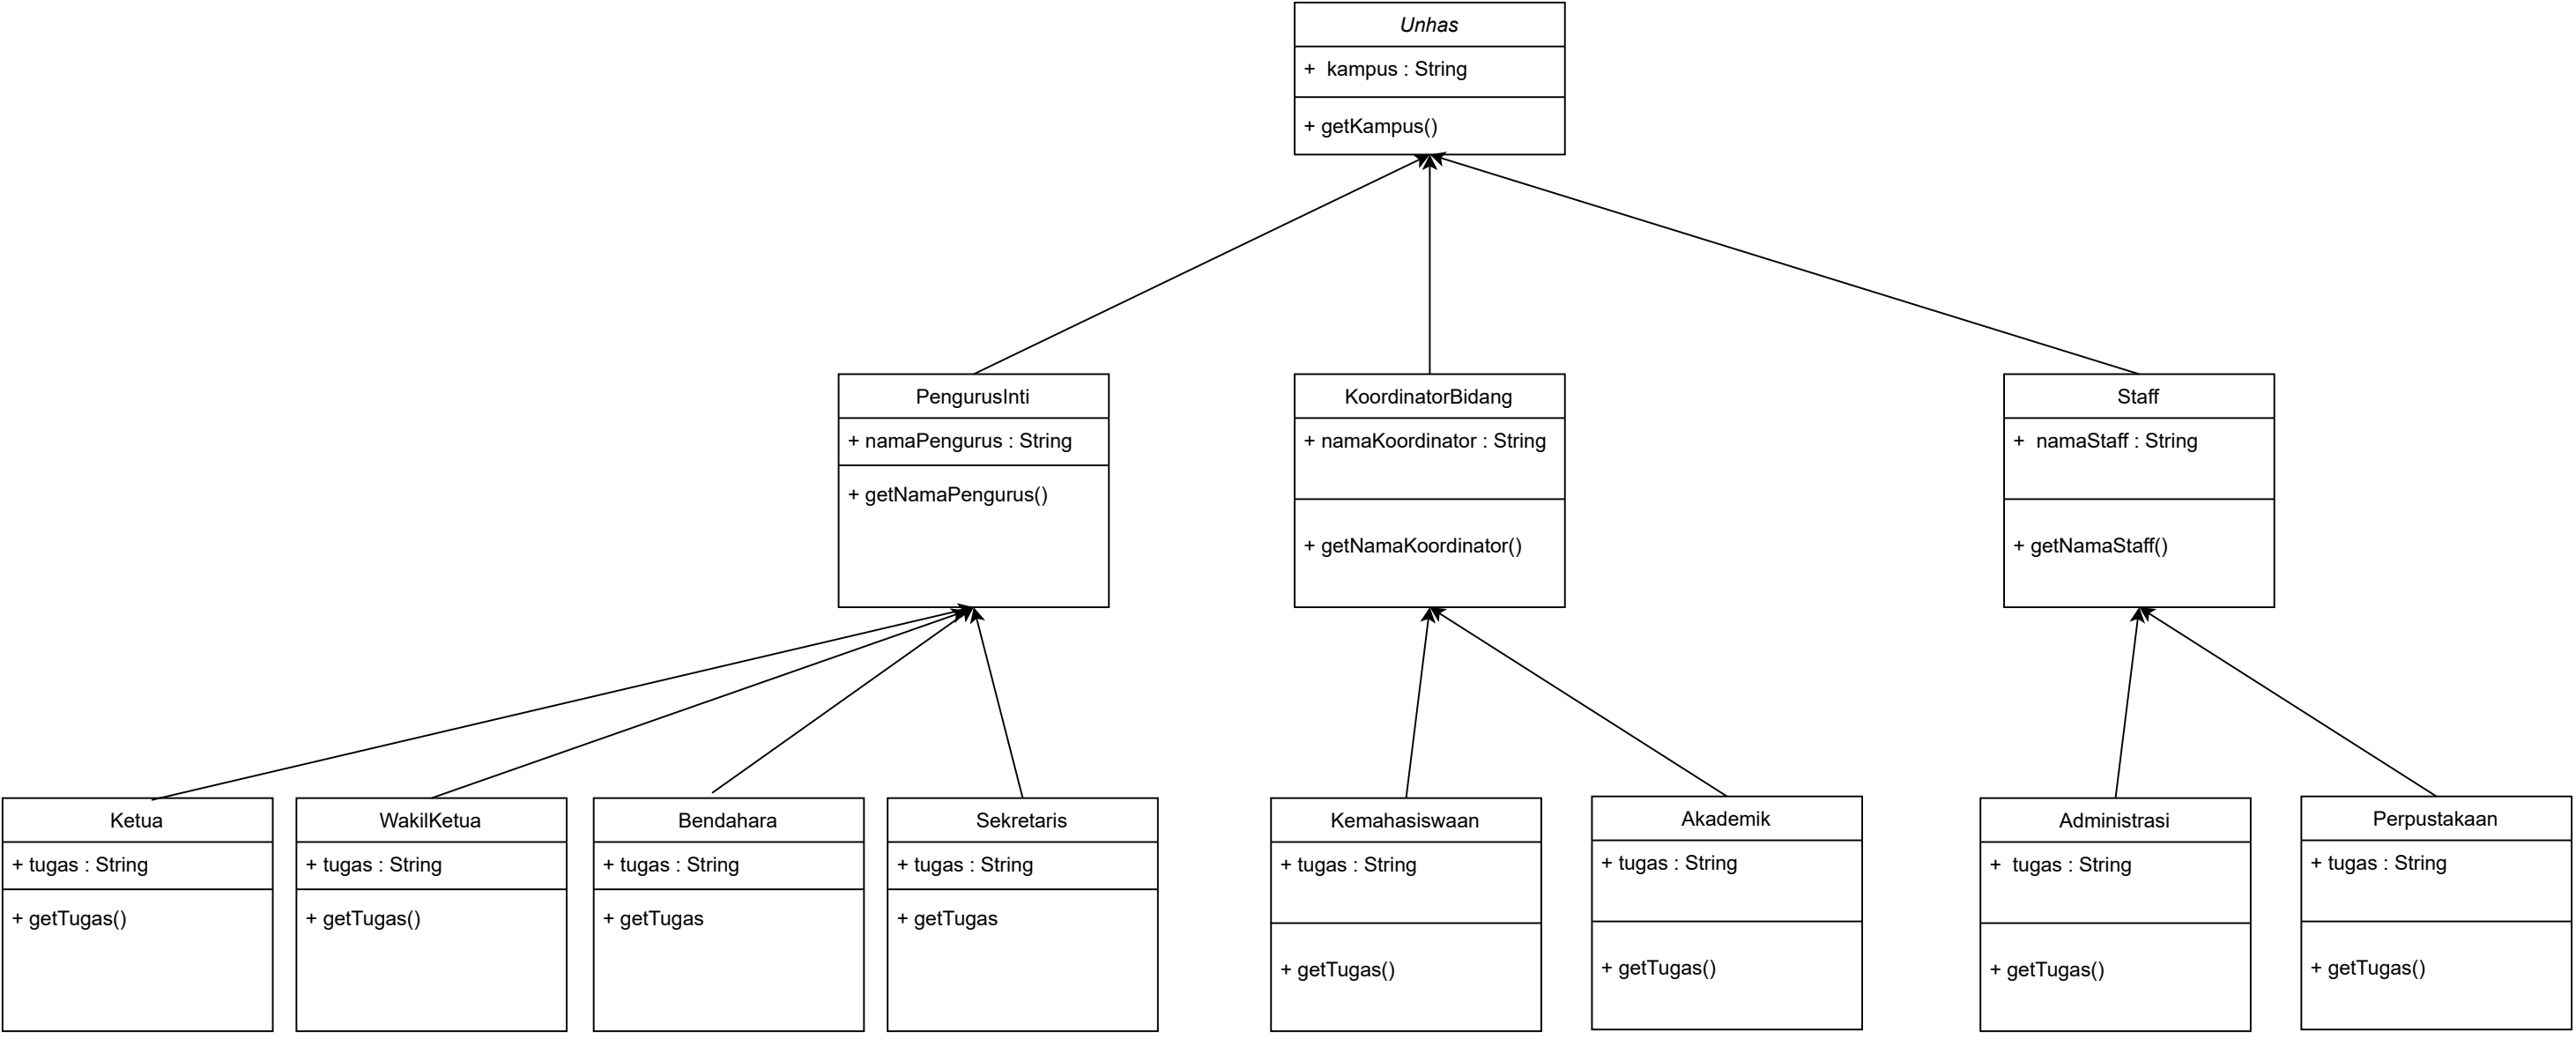 Unhas
+ kampus : String
+ getKampus()
PengurusInti
+ namaPengurus : String
+ getNamaPengurus()
KoordinatorBidang
+ namaKoordinator : String
+ getNamaKoordinator()
Staff
+ namaStaff : String
+ getNamaStaff()
Ketua
+ tugas : String
+ getTugas()
WakilKetua
+ tugas : String
+ getTugas()
Bendahara
+ tugas : String
+ getTugas
Sekretaris
+ tugas : String
+ getTugas
Kemahasiswaan
+ tugas : String
+ getTugas()
Akademik
+ tugas : String
+ getTugas()
Administrasi
+ tugas : String
+ getTugas()
Perpustakaan
+ tugas : String
+ getTugas()